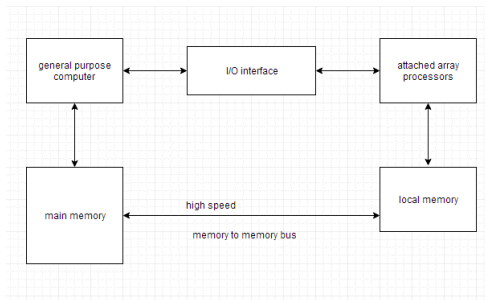 general purpose
computer
I/O interface
attached array
processors
main memory
high speed
memory to memory bus
local memory